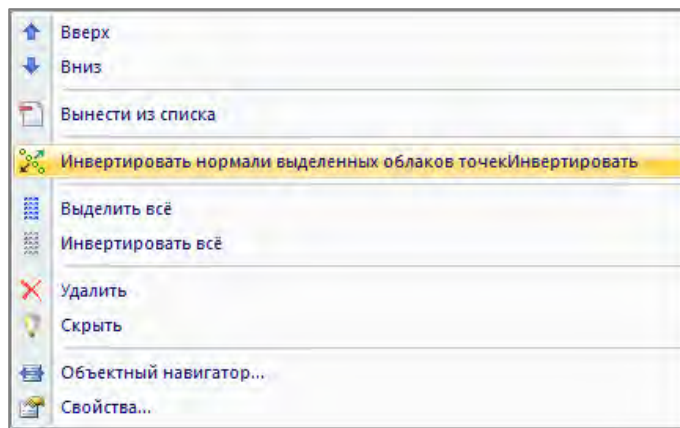 Вверх
Вниз
Вынести из списка
Инвертировать нормали выделенных облаков точекИнвертировать
Выделить всё
Инвертировать всё
Удалить
Скрыть
Объектный навигатор...
Свойства...